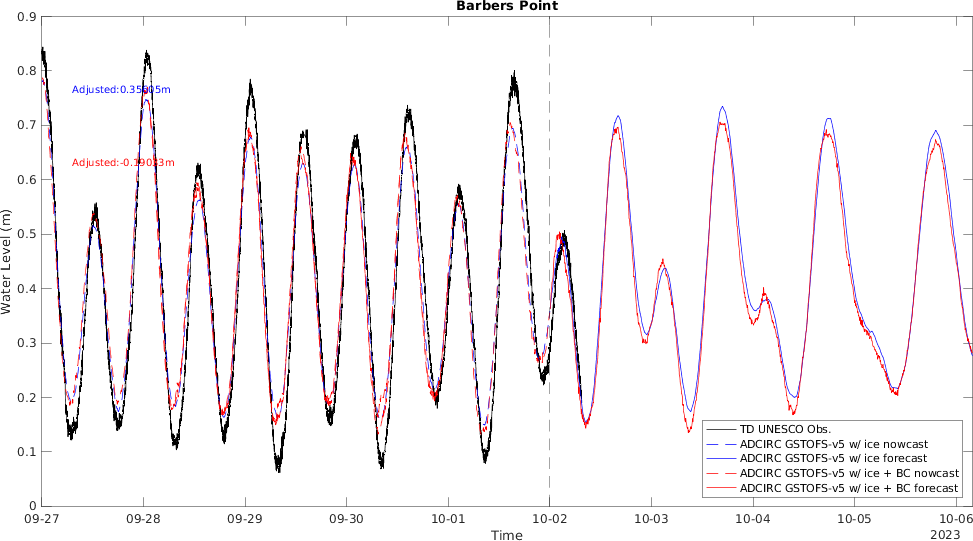 Barbers Point
0.9
0.8
Adjusted:0.35905m
0.7
Adjusted:-0.19033m
0.6
0.5
Water Level (m)
0.4
0.3
0.2
0.1
0
TD UNESCO Obs.
ADCIRC GSTOFS-v5 w/ ice nowcast
ADCIRC GSTOFS-v5 w/ ice forecast
ADCIRC GSTOFS-v5 w/ ice + BC nowcast
ADCIRC GSTOFS-v5 w/ ice + BC forecast
09-27 09-28 09-29 09-30 10-01 10-02 10-03 10-04 10-05 10-06
Time 2023